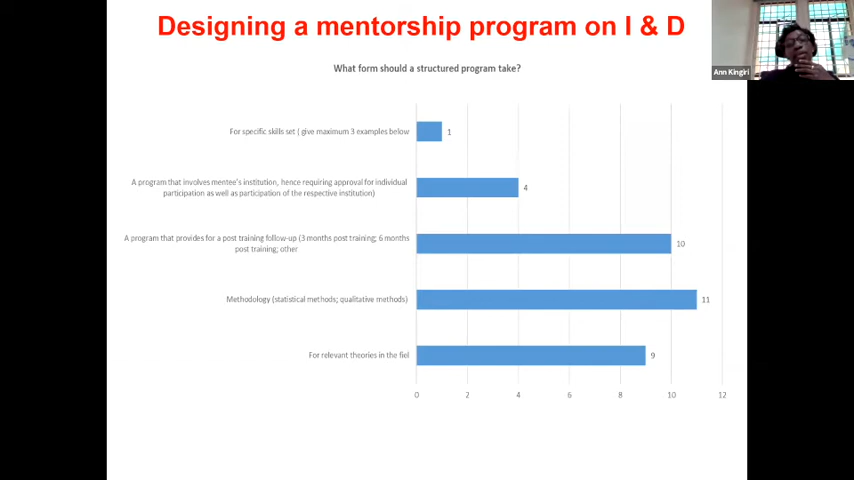 Designing a mentorship program on I & D
Ann Kingiri
What form should a structured program take?
For specific skills set ( give maximum 3 examples below
1
A program that involves mentee's institution, hence requiring approval for individual
participation as well as participation of the respective institution)
4
A program that provides for a post training follow-up (3 months post training; 6 months
post training; other
10
Methodology (statistical methods; qualitative methods)
11
For relevant theories in the fiel
9
0 2 4 6 8 10 12